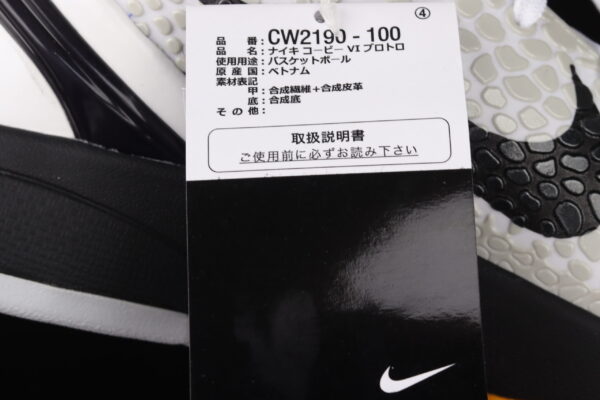 ④
品番：CW2190 - 100
品名：ナイキ コービー VI プロトロ
使用用途：バスケットボール
原産国：ベトナム
素材表記
甲：合成繊維＋合成皮革
底：合成底
その他：
取扱説明書
ご使用前に必ずお読み下さい